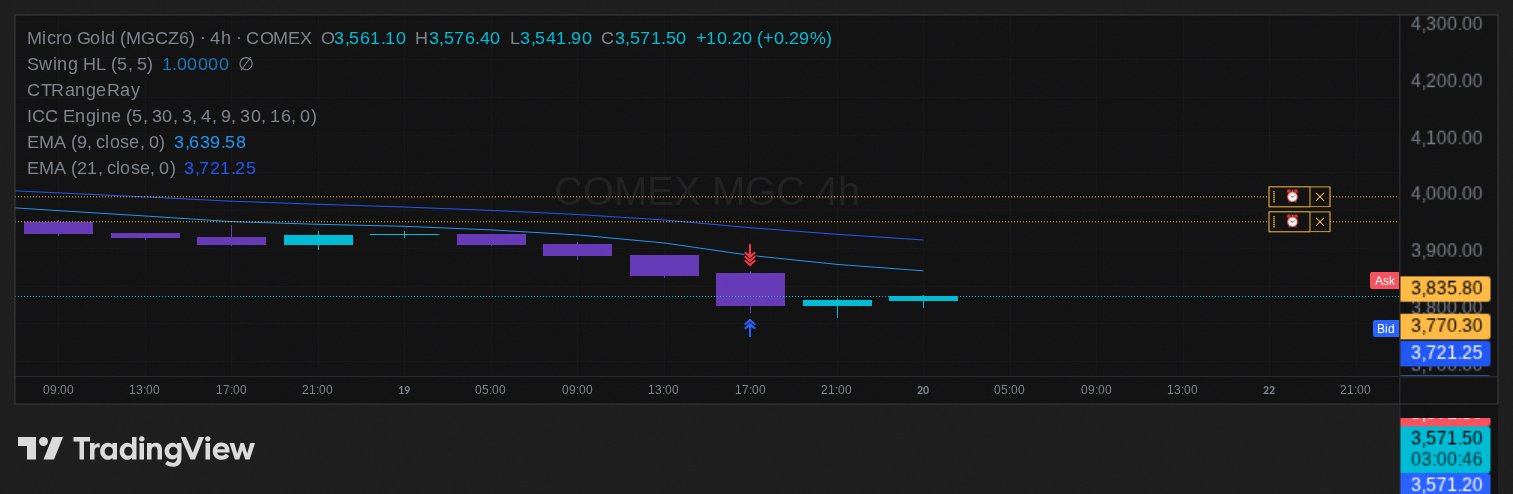 Micro Gold (MGCZ6) · 4h · COMEX O3,561.10 H3,576.40 L3,541.90 C3,571.50 +10.20 (+0.29%)
Swing HL (5, 5) 1.00000 ∅
CTRangeRay
ICC Engine (5, 30, 3, 4, 9, 30, 16, 0)
EMA (9, close, 0) 3,639.58
EMA (21, close, 0) 3,721.25
COMEX MGC 4h
4,300.00
4,200.00
4,100.00
4,000.00
3,900.00
Ask
3,835.80
3,800.00
3,770.30
Bid
3,721.25
09:00 13:00 17:00 21:00 19 05:00 09:00 13:00 17:00 21:00 20 05:00 09:00 13:00 22 21:00
TradingView
3,571.50
03:00:46
3,571.20